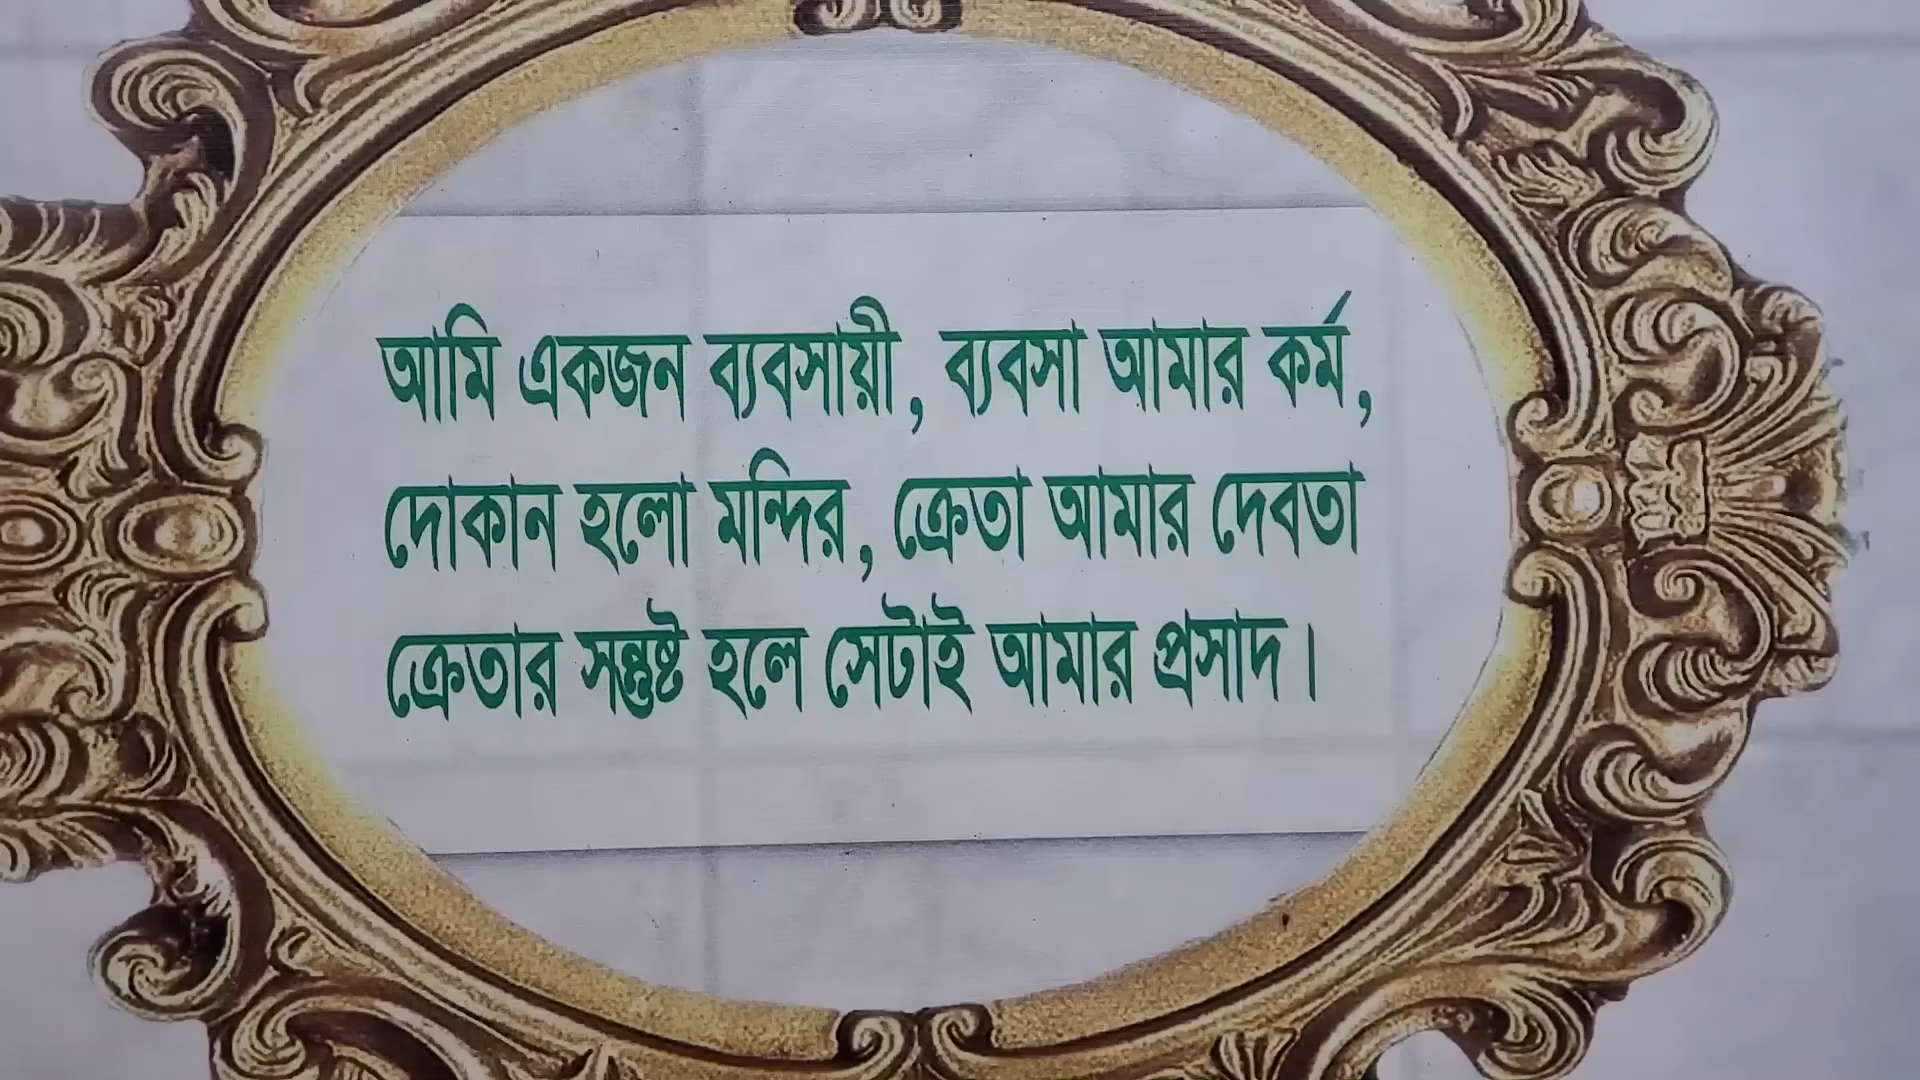 আমি একজন ব্যবসায়ী, ব্যবসা আমার কর্ম,
দোকান হলো মন্দির, ক্রেতা আমার দেবতা
ক্রেতার সন্তুষ্ট হলে সেটাই আমার প্রসাদ।